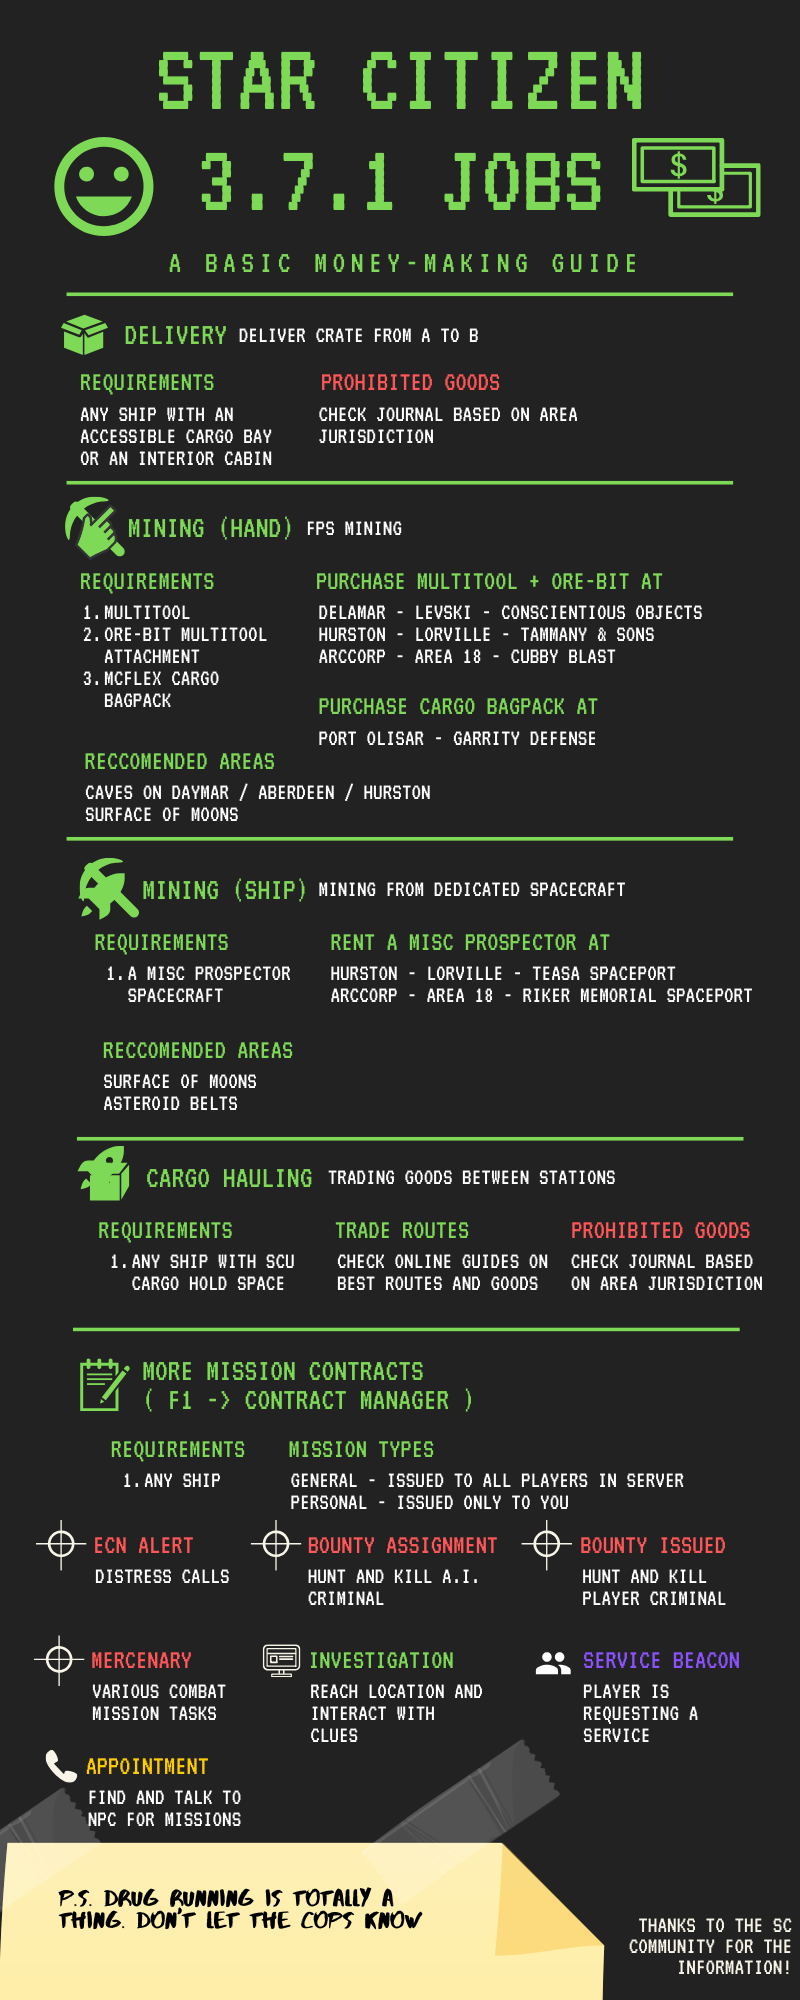 STAR CITIZEN
3.7.1 JOBS
$
$
A BASIC MONEY-MAKING GUIDE
DELIVERY DELIVER CRATE FROM A TO B
REQUIREMENTS
ANY SHIP WITH AN
ACCESSIBLE CARGO BAY
OR AN INTERIOR CABIN
PROHIBITED GOODS
CHECK JOURNAL BASED ON AREA
JURISDICTION
MINING (HAND) FPS MINING
REQUIREMENTS
1. MULTITOOL
2. ORE-BIT MULTITOOL
ATTACHMENT
3. MCFLEX CARGO
BAGPACK
PURCHASE MULTITOOL + ORE-BIT AT
DELAMAR - LEVSKI - CONSCIENTIOUS OBJECTS
HURSTON - LORVILLE - TAMMANY & SONS
ARCCORP - AREA 18 - CUBBY BLAST
PURCHASE CARGO BAGPACK AT
PORT OLISAR - GARRITY DEFENSE
RECCOMENDED AREAS
CAVES ON DAYMAR / ABERDEEN / HURSTON
SURFACE OF MOONS
MINING (SHIP) MINING FROM DEDICATED SPACECRAFT
REQUIREMENTS
1. A MISC PROSPECTOR
SPACECRAFT
RENT A MISC PROSPECTOR AT
HURSTON - LORVILLE - TEASA SPACEPORT
ARCCORP - AREA 18 - RIKER MEMORIAL SPACEPORT
RECCOMENDED AREAS
SURFACE OF MOONS
ASTEROID BELTS
CARGO HAULING TRADING GOODS BETWEEN STATIONS
REQUIREMENTS
1. ANY SHIP WITH SCU
CARGO HOLD SPACE
TRADE ROUTES
CHECK ONLINE GUIDES ON
BEST ROUTES AND GOODS
PROHIBITED GOODS
CHECK JOURNAL BASED
ON AREA JURISDICTION
MORE MISSION CONTRACTS
( F1 -> CONTRACT MANAGER )
REQUIREMENTS
1. ANY SHIP
MISSION TYPES
GENERAL - ISSUED TO ALL PLAYERS IN SERVER
PERSONAL - ISSUED ONLY TO YOU
ECN ALERT
DISTRESS CALLS
BOUNTY ASSIGNMENT
HUNT AND KILL A.I.
CRIMINAL
BOUNTY ISSUED
HUNT AND KILL
PLAYER CRIMINAL
MERCENARY
VARIOUS COMBAT
MISSION TASKS
INVESTIGATION
REACH LOCATION AND
INTERACT WITH
CLUES
SERVICE BEACON
PLAYER IS
REQUESTING A
SERVICE
APPOINTMENT
FIND AND TALK TO
NPC FOR MISSIONS
P.S. DRUG RUNNING IS TOTALLY A
THING. DON'T LET THE COPS KNOW
THANKS TO THE SC
COMMUNITY FOR THE
INFORMATION!